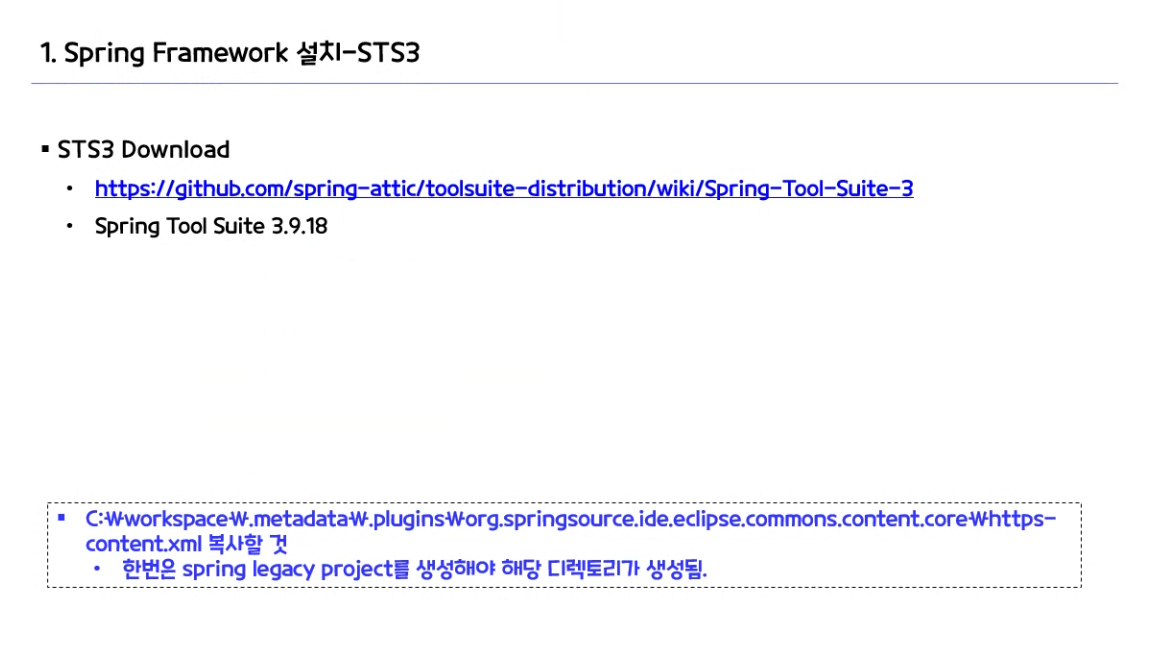 1. Spring Framework 설치-STS3
▪ STS3 Download
• https://github.com/spring-attic/toolsuite-distribution/wiki/Spring-Tool-Suite-3
• Spring Tool Suite 3.9.18
▪ C:₩workspace₩.metadata₩.plugins₩org.springsource.ide.eclipse.commons.content.core₩https-
content.xml 복사할 것
• 한번은 spring legacy project를 생성해야 해당 디렉토리가 생성됨.